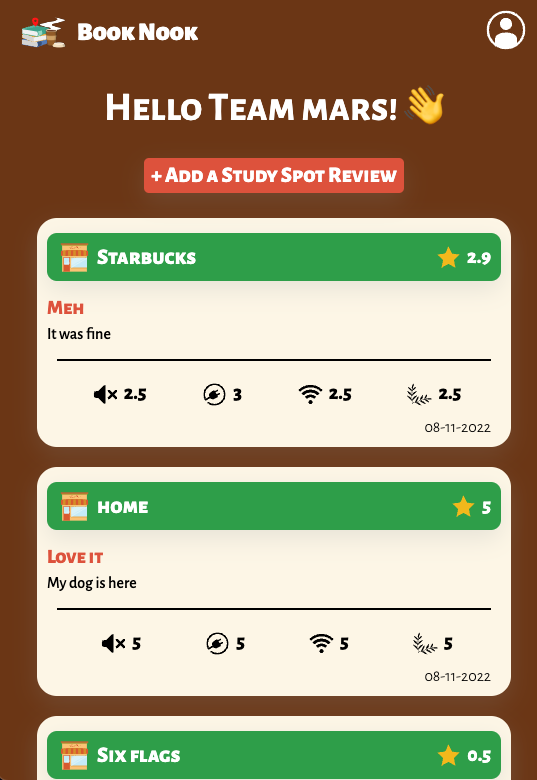 Book Nook
Hello Team mars! 👋
+ Add a Study Spot Review
Starbucks 2.9
Meh
It was fine
2.5 3 2.5 2.5
08-11-2022
home 5
Love it
My dog is here
5 5 5 5
08-11-2022
Six flags 0.5